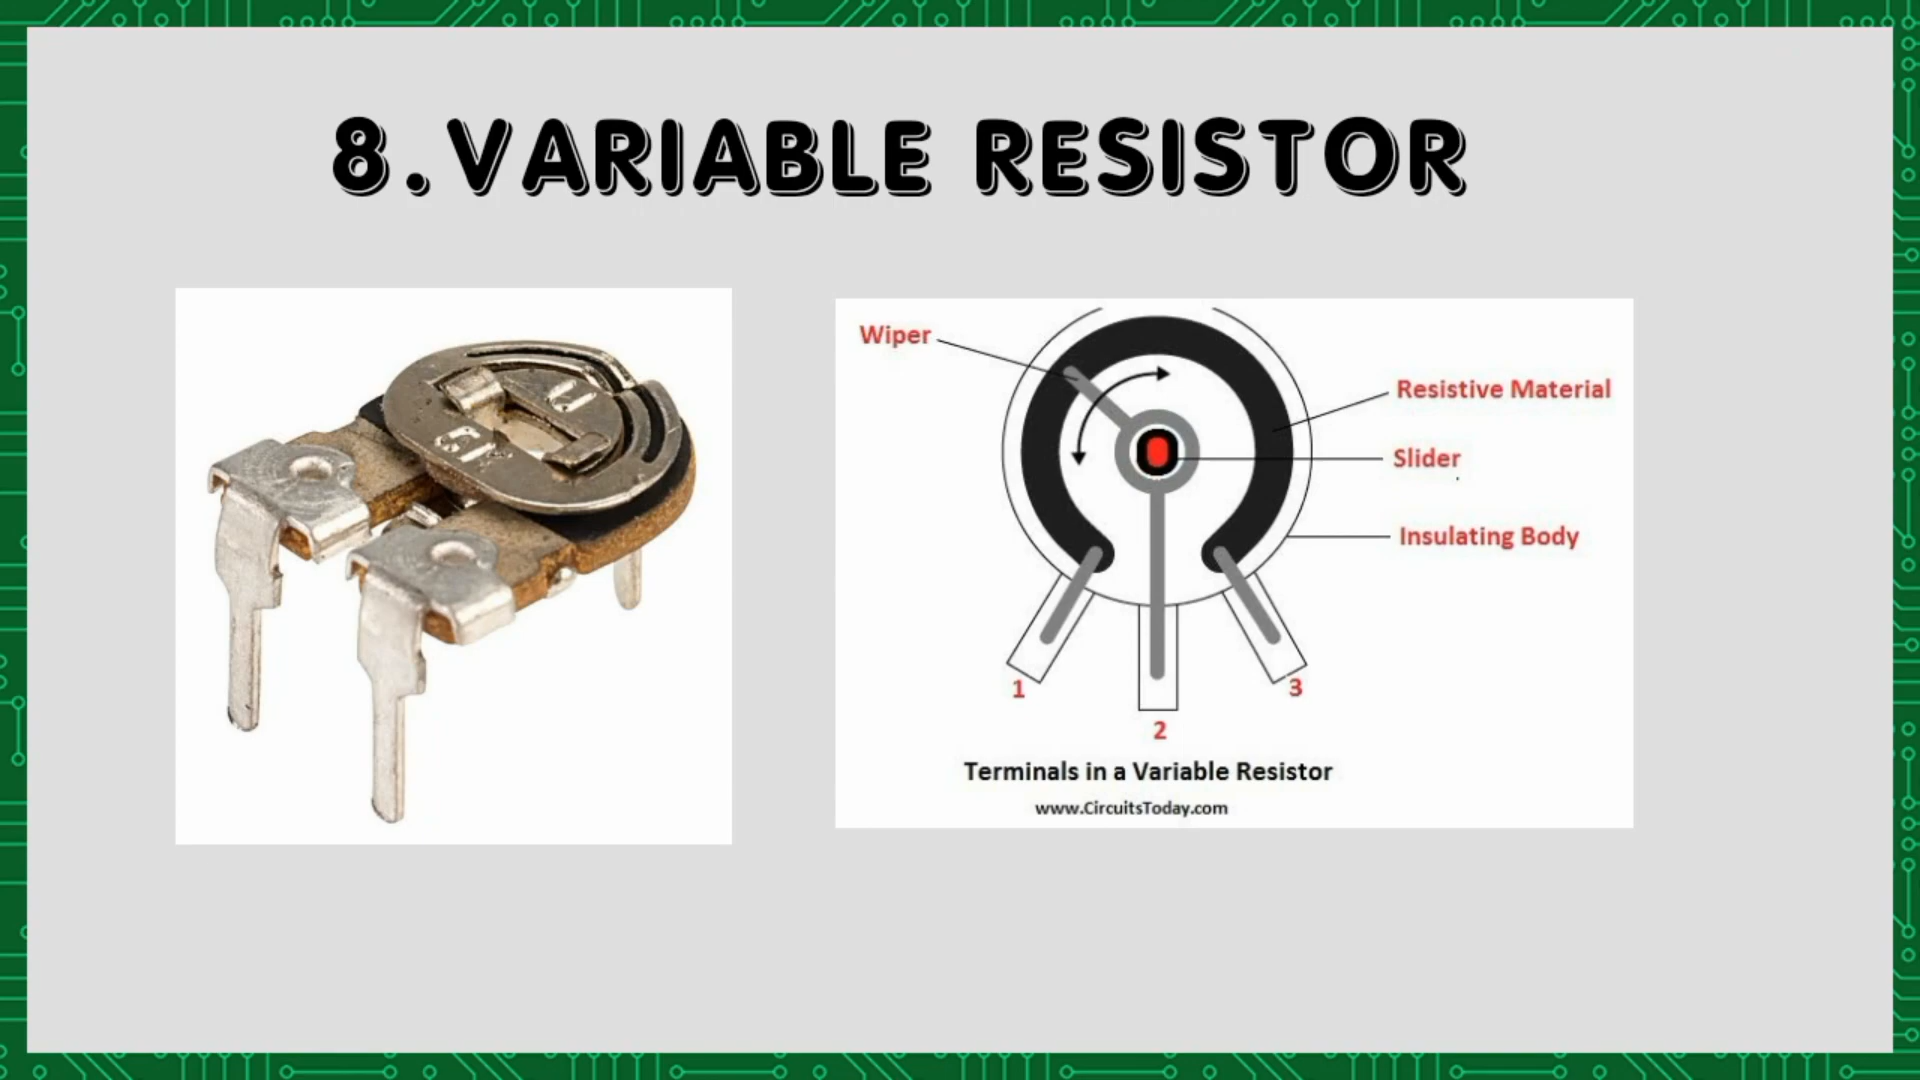 8.VARIABLE RESISTOR
Wiper
Resistive Material
Slider
Insulating Body
1
3
2
Terminals in a Variable Resistor
www.CircuitsToday.com